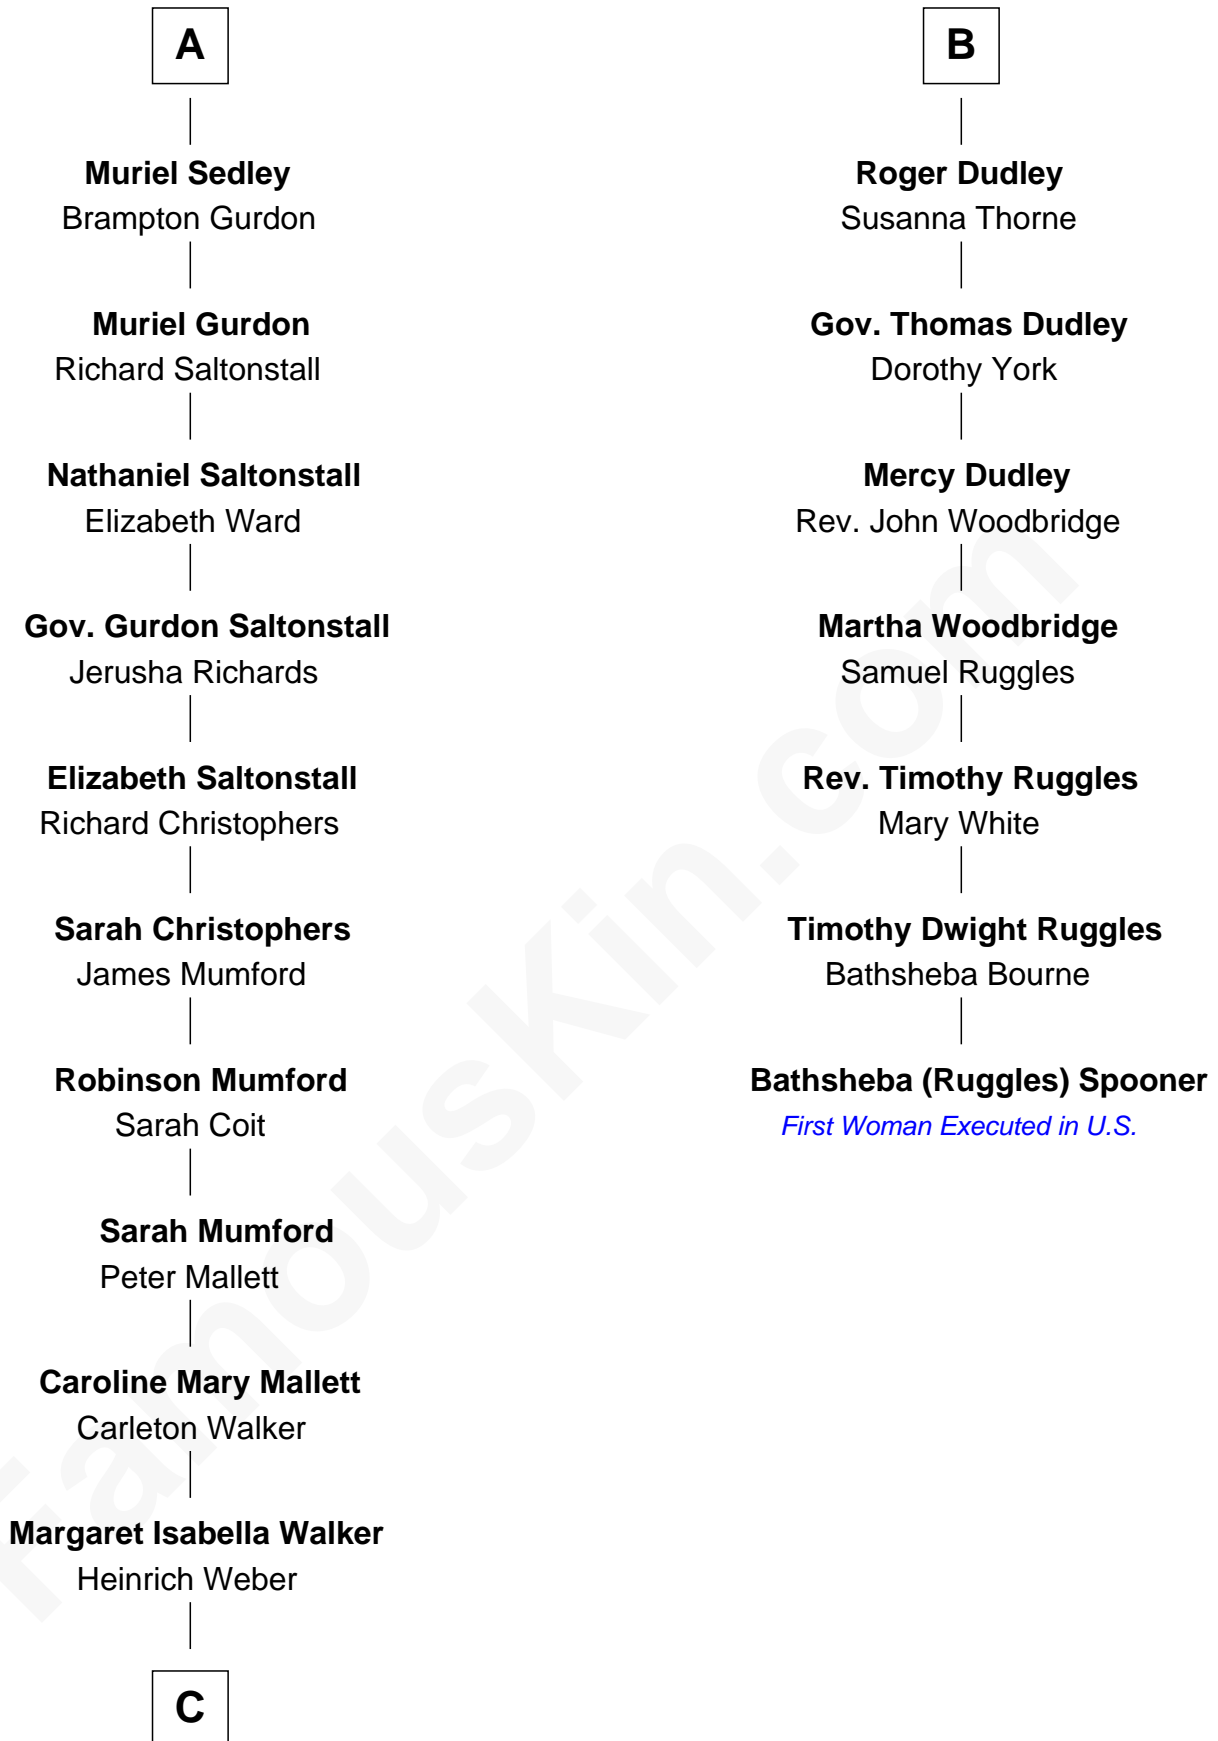 A
Muriel Sedley
Brampton Gurdon
Muriel Gurdon
Richard Saltonstall
Nathaniel Saltonstall
Elizabeth Ward
Gov. Gurdon Saltonstall
Jerusha Richards
Elizabeth Saltonstall
Richard Christophers
Sarah Christophers
James Mumford
Robinson Mumford
Sarah Coit
Sarah Mumford
Peter Mallett
Caroline Mary Mallett
Carleton Walker
Margaret Isabella Walker
Heinrich Weber
C
B
Roger Dudley
Susanna Thorne
Gov. Thomas Dudley
Dorothy York
Mercy Dudley
Rev. John Woodbridge
Martha Woodbridge
Samuel Ruggles
Rev. Timothy Ruggles
Mary White
Timothy Dwight Ruggles
Bathsheba Bourne
Bathsheba (Ruggles) Spooner
First Woman Executed in U.S.
FamousKin.com